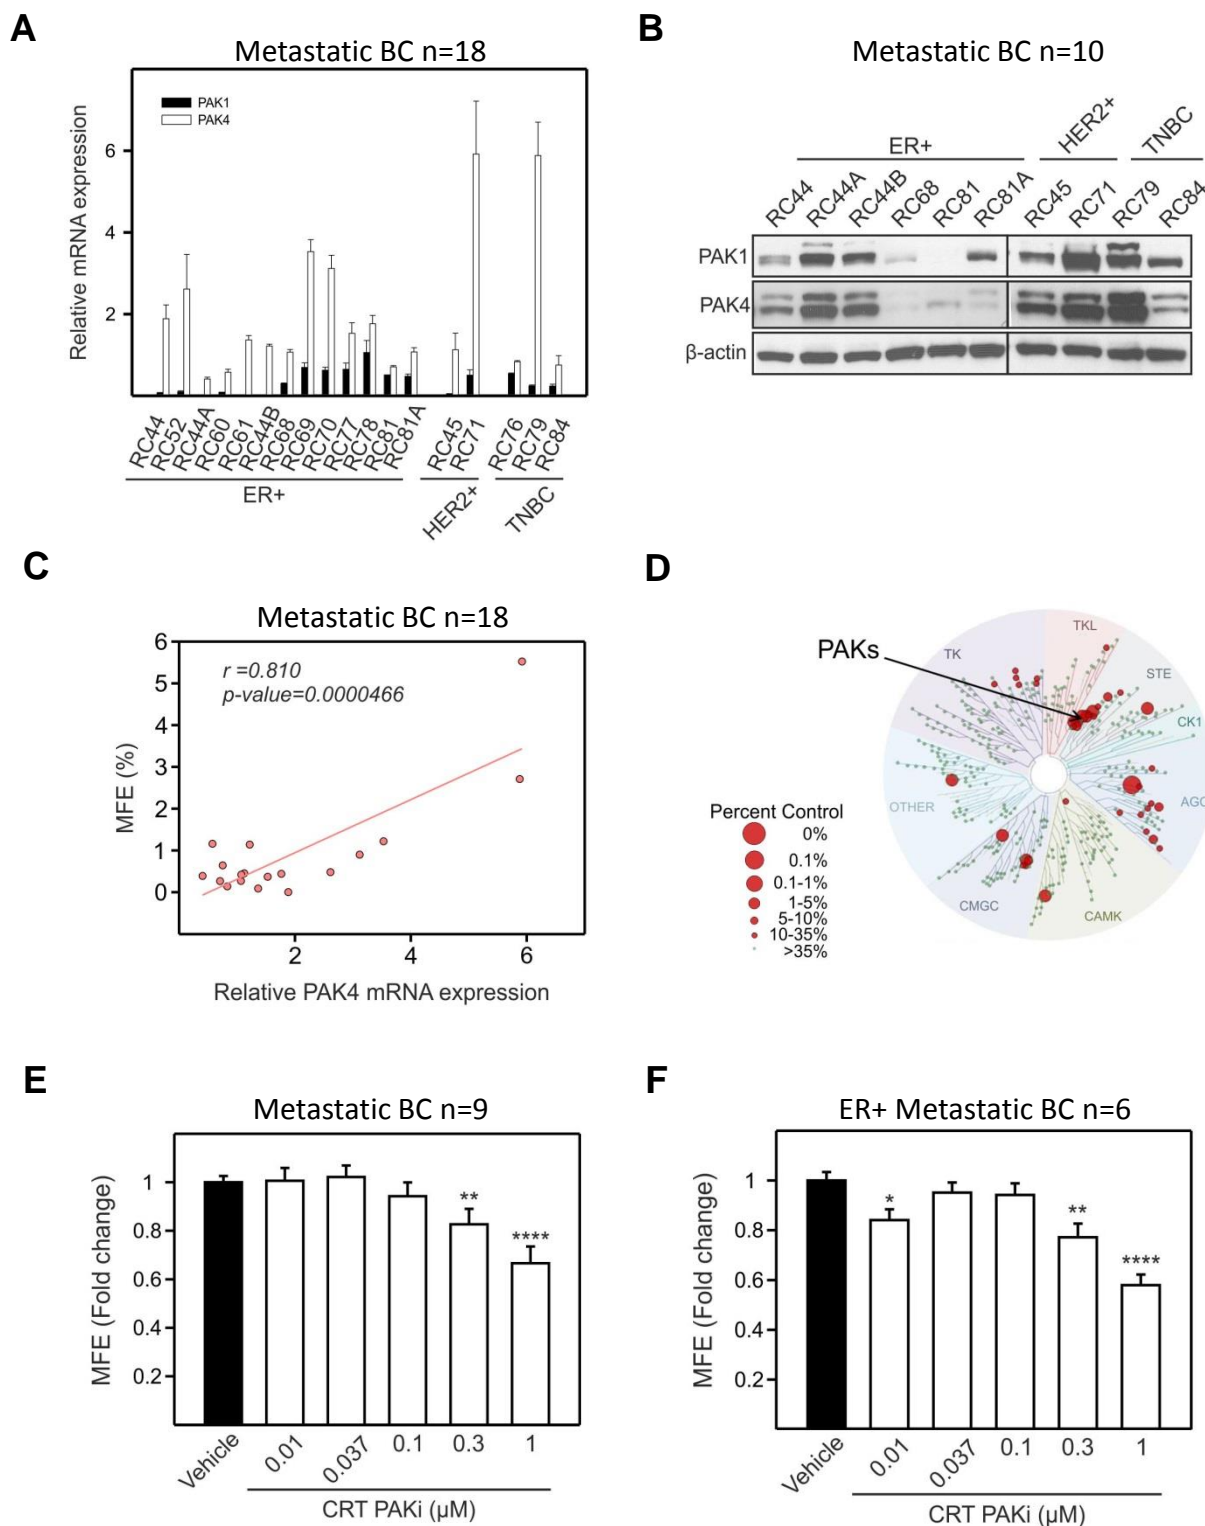 A
Metastatic BC n=18
Relative mRNA expression
6
4
2
PAK1
PAK4
RC44
RC52
RC44A
RC60
RC61
RC44B
RC68
RC69
RC70
RC77
RC78
RC81
RC81A
RC45
RC71
RC76
RC79
RC84
ER+
HER2+
TNBC
B
Metastatic BC n=10
ER+
HER2+
TNBC
RC44
RC44A
RC44B
RC68
RC81
RC81A
RC45
RC71
RC79
RC84
PAK1
PAK4
β-actin
C
Metastatic BC n=18
r =0.810
p-value=0.0000466
MFE (%)
6
5
4
3
2
1
0
2
4
6
Relative PAK4 mRNA expression
D
PAKs
TK
TKL
STE
CK1
AGC
CAMK
CMGC
OTHER
Percent Control
0%
0.1%
0.1-1%
1-5%
5-10%
10-35%
>35%
E
Metastatic BC n=9
MFE (Fold change)
1
0.8
0.6
0.4
0.2
**
****
Vehicle
0.01
0.037
0.1
0.3
1
CRT PAKi (μM)
F
ER+ Metastatic BC n=6
MFE (Fold change)
1
0.8
0.6
0.4
0.2
*
**
****
Vehicle
0.01
0.037
0.1
0.3
1
CRT PAKi (μM)